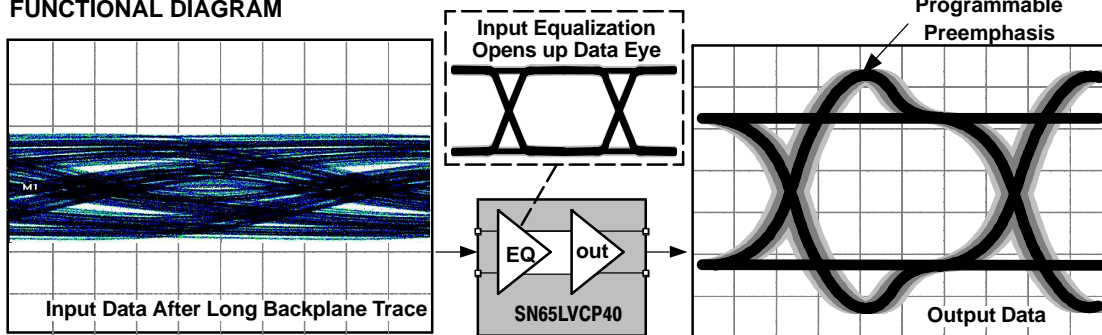 FUNCTIONAL DIAGRAM
Input Equalization
Opens up Data Eye
Programmable
Preemphasis
M1
EQ
out
Input Data After Long Backplane Trace
SN65LVCP40
Output Data